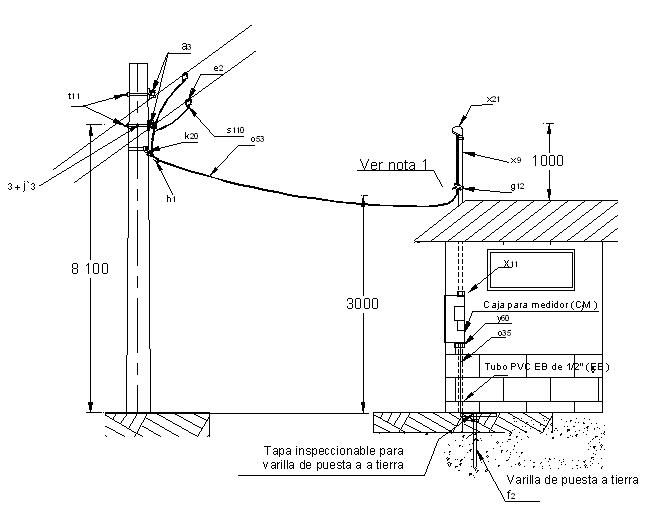 a3
e2
t11
s110
k20
o53
3 + j`3
h1
8 100
Ver nota 1
3000
x21
x9
1000
g12
X11
Caja para medidor (CM )
y60
o35
Tubo PVC EB de 1/2" (EB )
Tapa inspeccionable para
varilla de puesta a a tierra
Varilla de puesta a tierra
f2